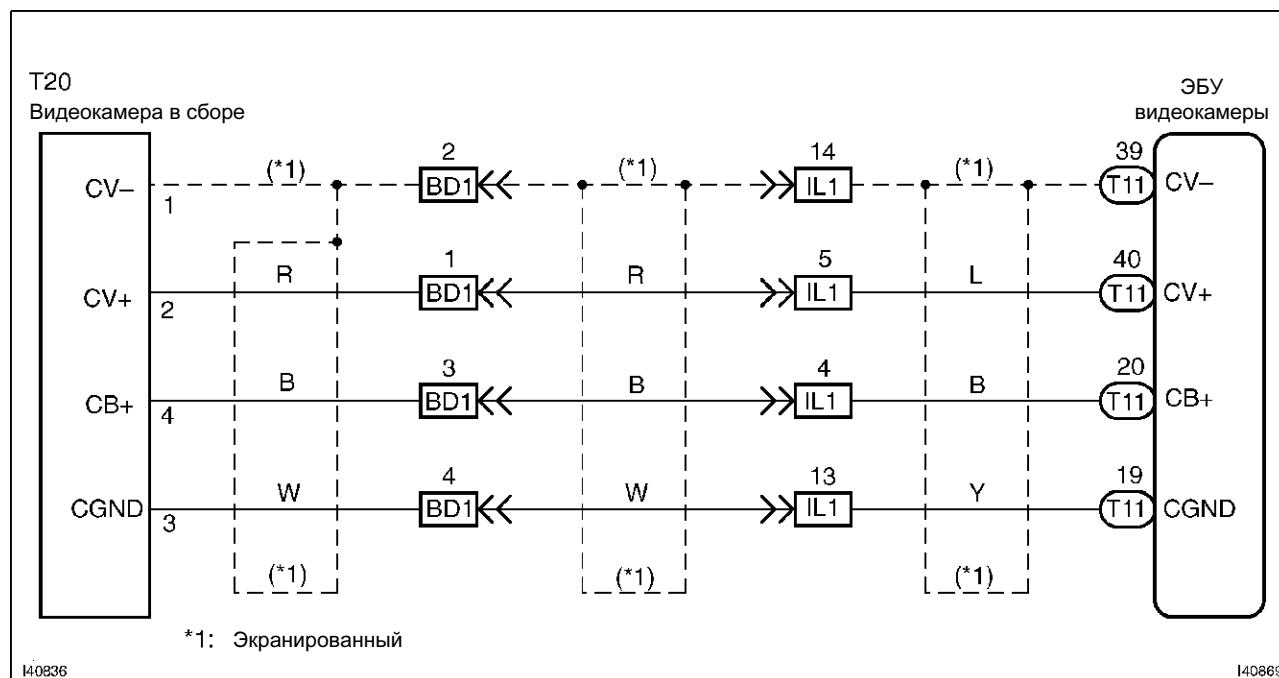 T20
Видеокамера в сборе
ЭБУ
видеокамеры
CV–
1
(*1)
2
BD1
(*1)
14
IL1
(*1)
39
T11
CV–
CV+
2
R
1
BD1
R
5
IL1
L
40
T11
CV+
CB+
4
B
3
BD1
B
4
IL1
B
20
T11
CB+
CGND
3
W
4
BD1
W
13
IL1
Y
19
T11
CGND
(*1)
(*1)
(*1)
*1: Экранированный
I40836
I40869